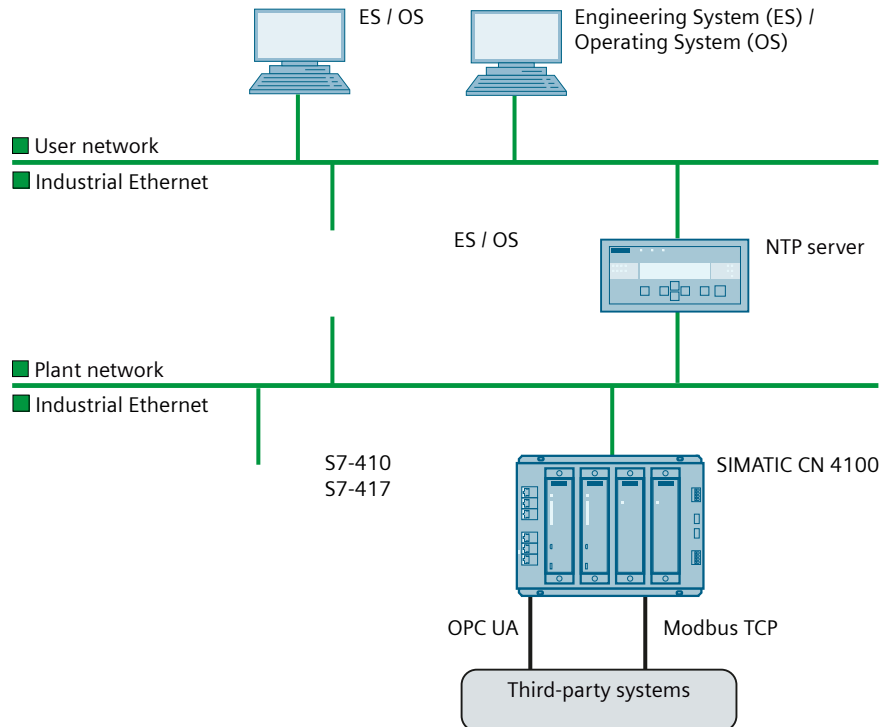 ES / OS
Engineering System (ES) /
Operating System (OS)
User network
Industrial Ethernet
ES / OS
NTP server
Plant network
Industrial Ethernet
S7-410
S7-417
SIMATIC CN 4100
OPC UA
Modbus TCP
Third-party systems